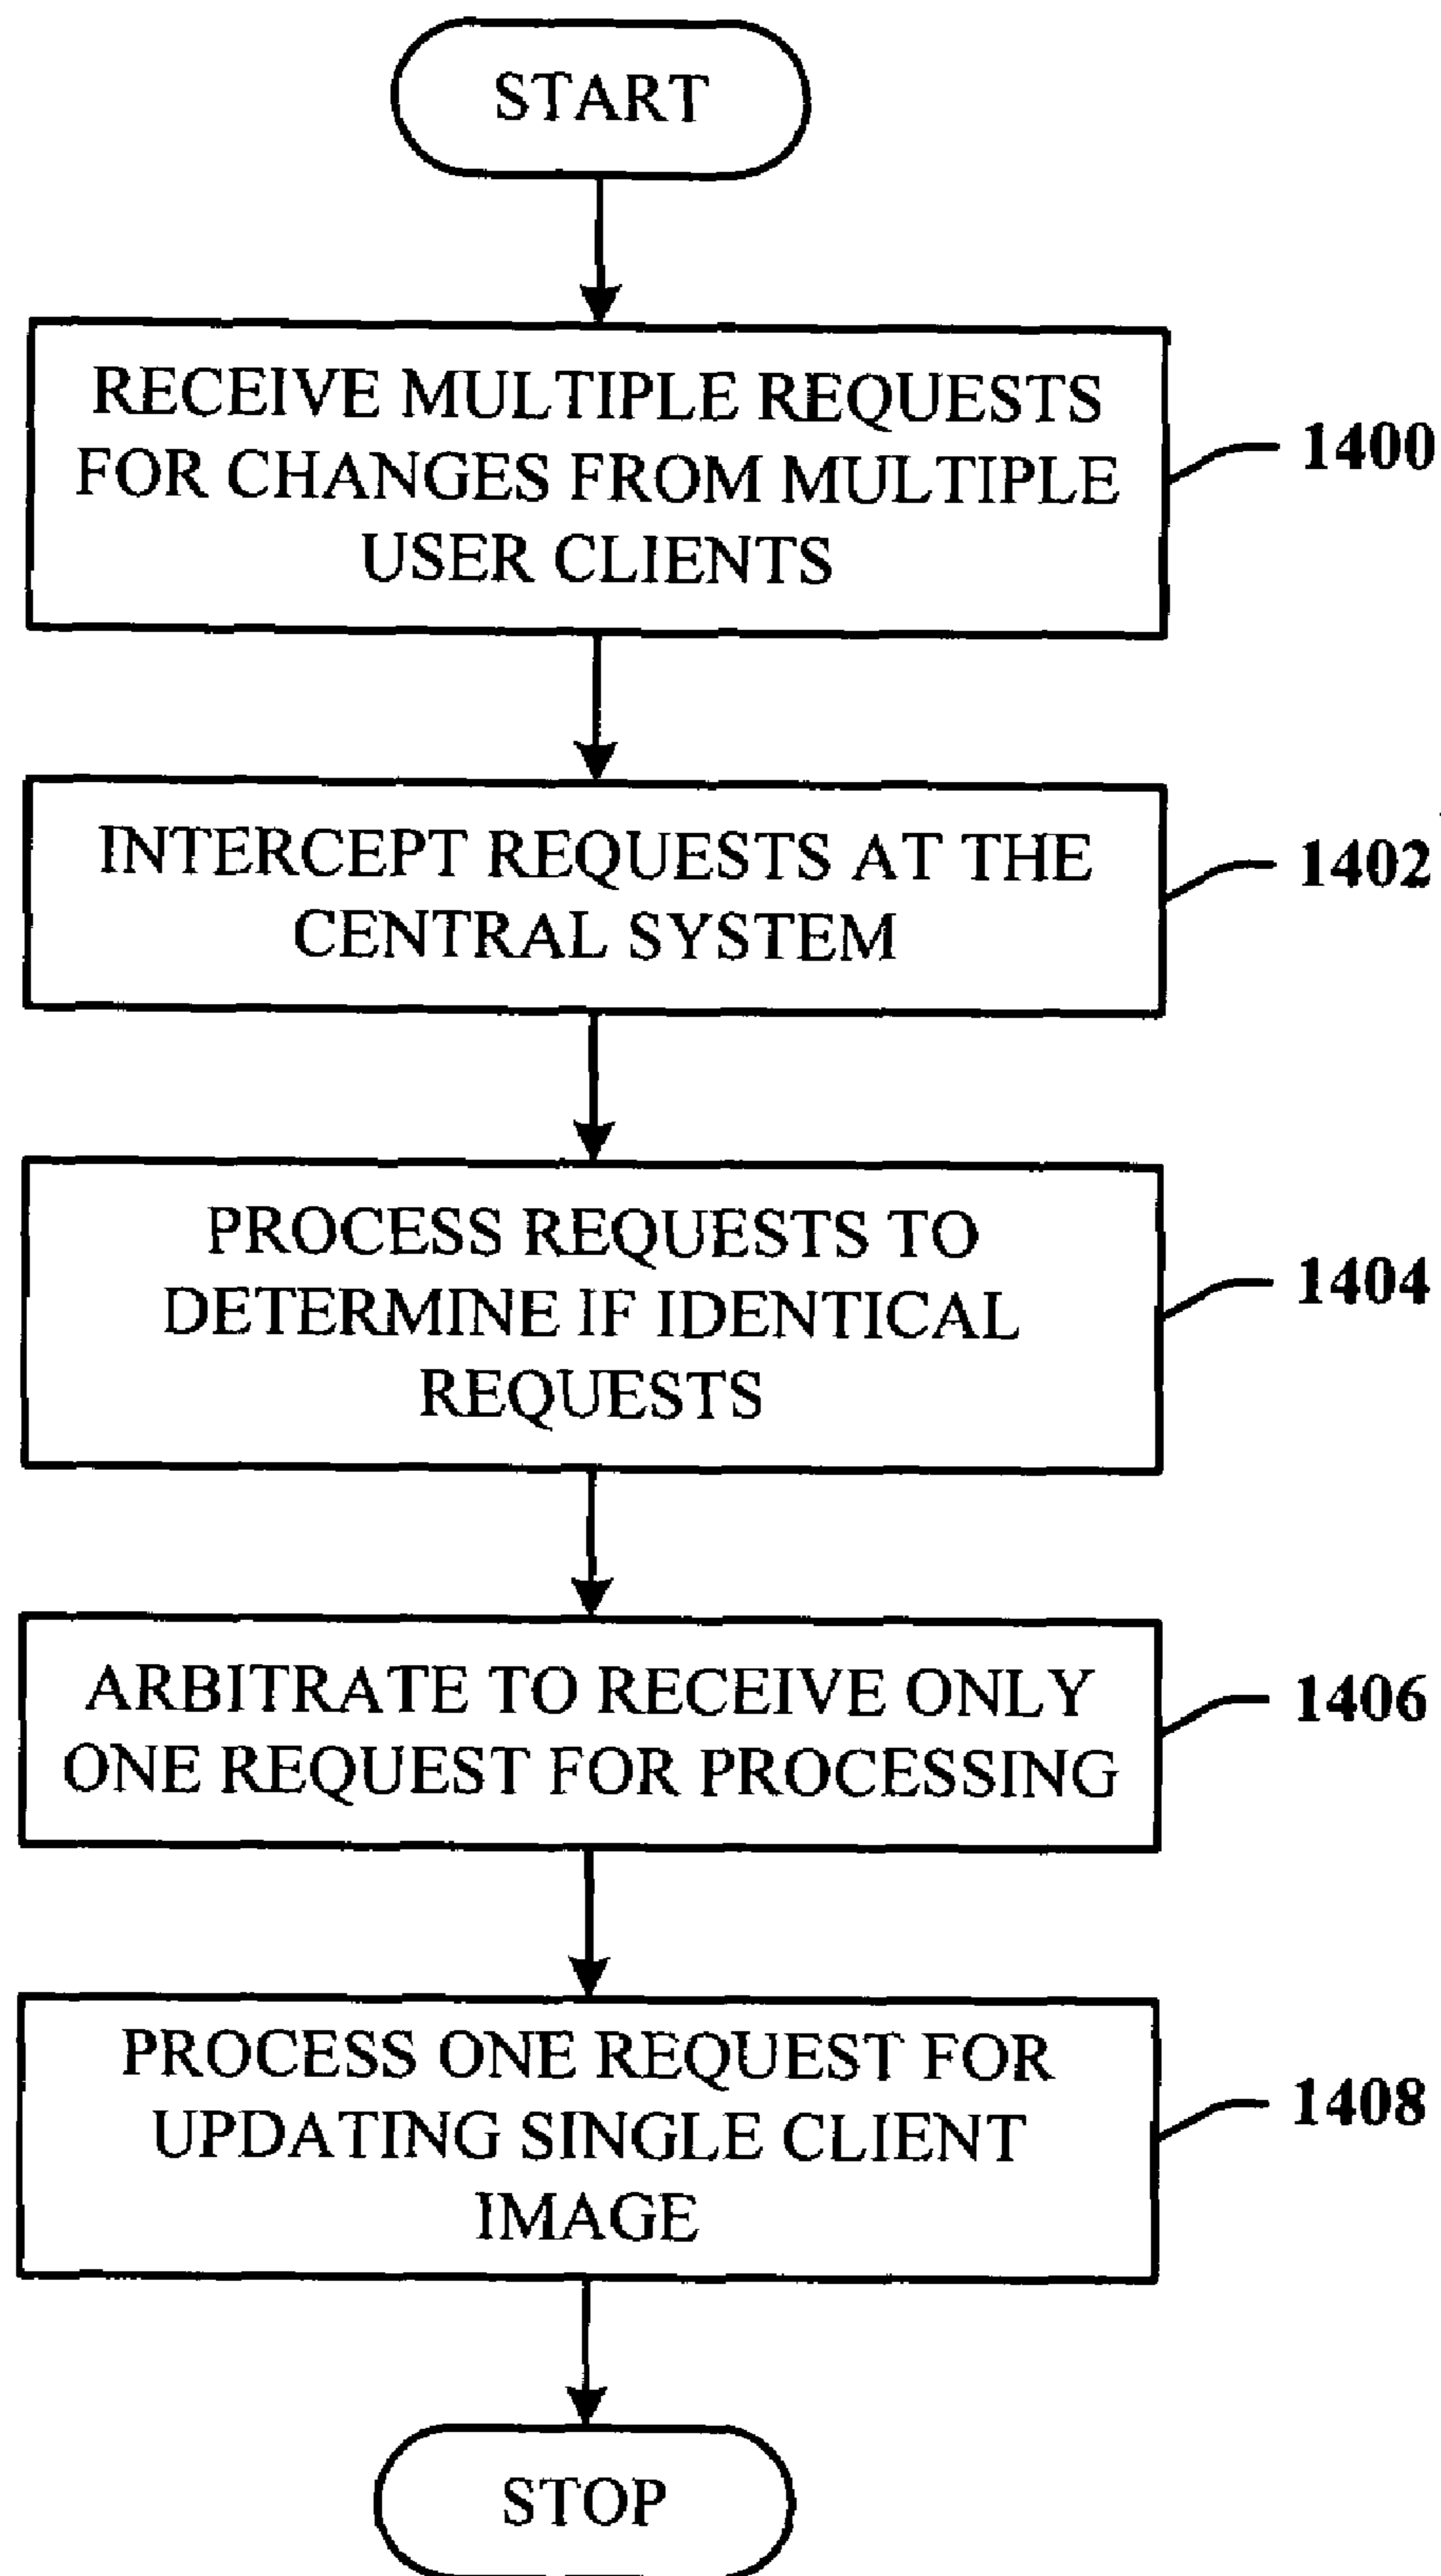 START
RECEIVE MULTIPLE REQUESTS
FOR CHANGES FROM MULTIPLE
USER CLIENTS
1400
INTERCEPT REQUESTS AT THE
CENTRAL SYSTEM
1402
PROCESS REQUESTS TO
DETERMINE IF IDENTICAL
REQUESTS
1404
ARBITRATE TO RECEIVE ONLY
ONE REQUEST FOR PROCESSING
1406
PROCESS ONE REQUEST FOR
UPDATING SINGLE CLIENT
IMAGE
1408
STOP